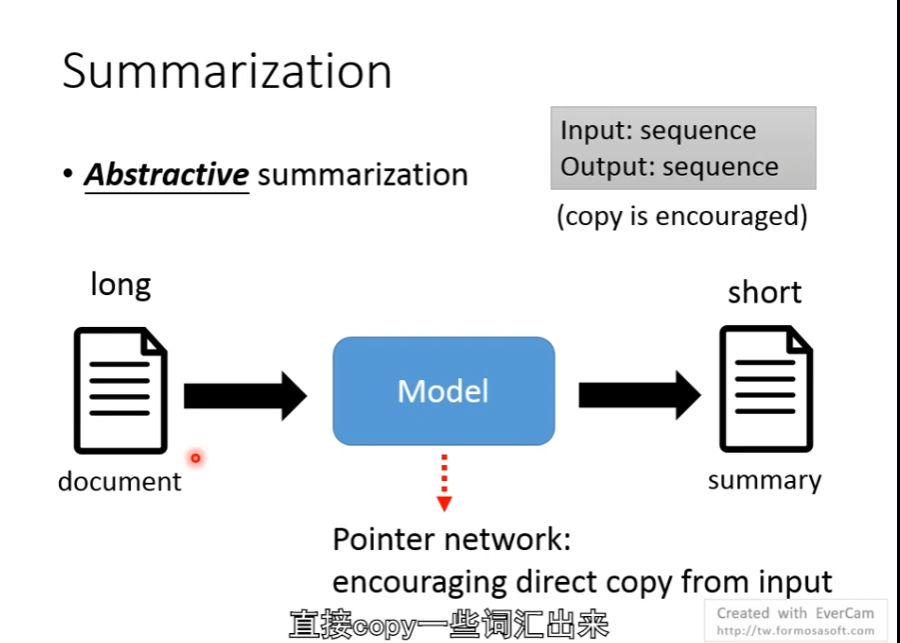 Summarization
• Abstractive summarization
Input: sequence
Output: sequence
(copy is encouraged)
long
short
Model
document
summary
Pointer network:
encouraging direct copy from input
直接copy一些词汇出来
Created with EverCam
http://tw.formosasoft.com